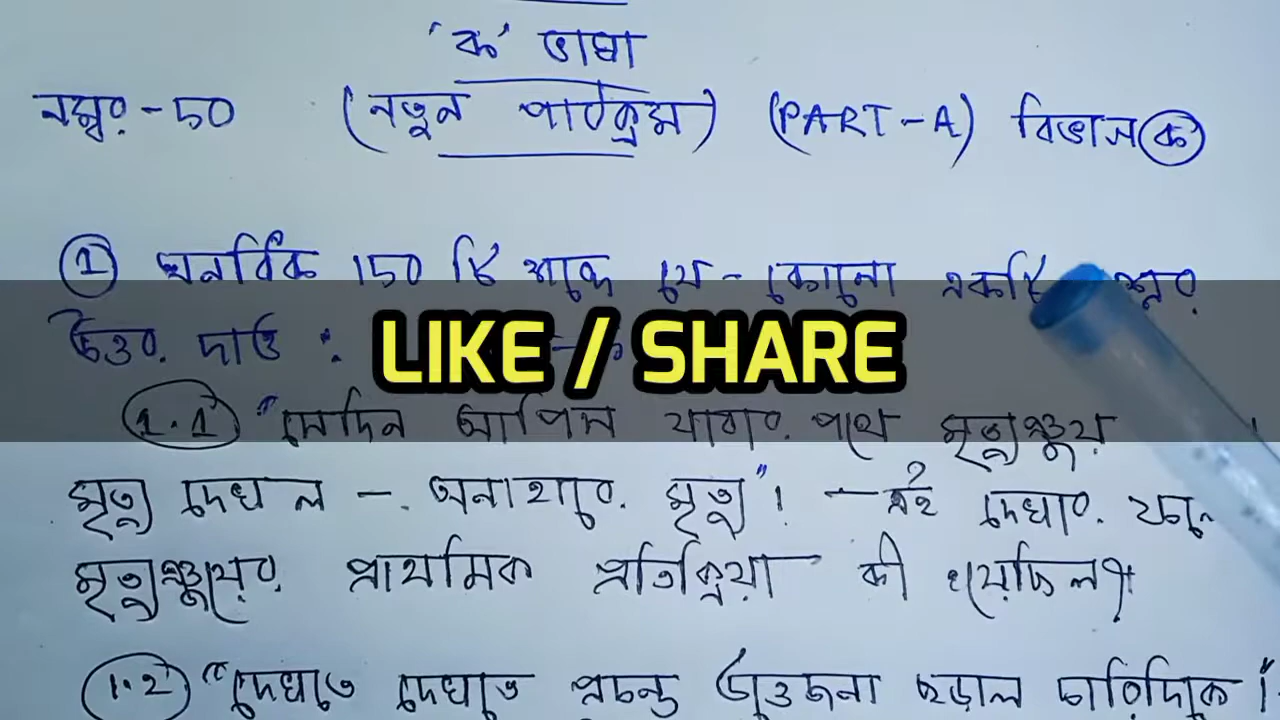 'ক' ভাষা
নম্বর-৮০ (নতুন পাঠক্রম) (PART-A) বিভাগ ক
1 অনধিক 150 টি শব্দে যে-কোনো একটি প্রশ্নের
উত্তর দাও :
LIKE / SHARE
1.1 "সেদিন আপিস যাবার পথে মৃত্যুঞ্জয়
মৃত্যু দেখল - অনাহারে মৃত্যু"। -এই দেখার ফলে
মৃত্যুঞ্জয়ের প্রাথমিক প্রতিক্রিয়া কী হয়েছিল?
1.2 "দেখতে দেখতে প্রচন্ড উত্তেজনা ছড়াল চারিদিকে"।